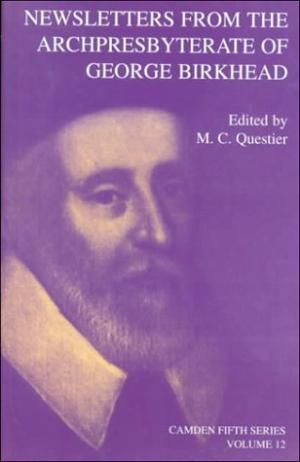 NEWSLETTERS FROM THE
ARCHPRESBYTERATE OF
GEORGE BIRKHEAD
Edited by
M. C. Questier
CAMDEN FIFTH SERIES
VOLUME 12